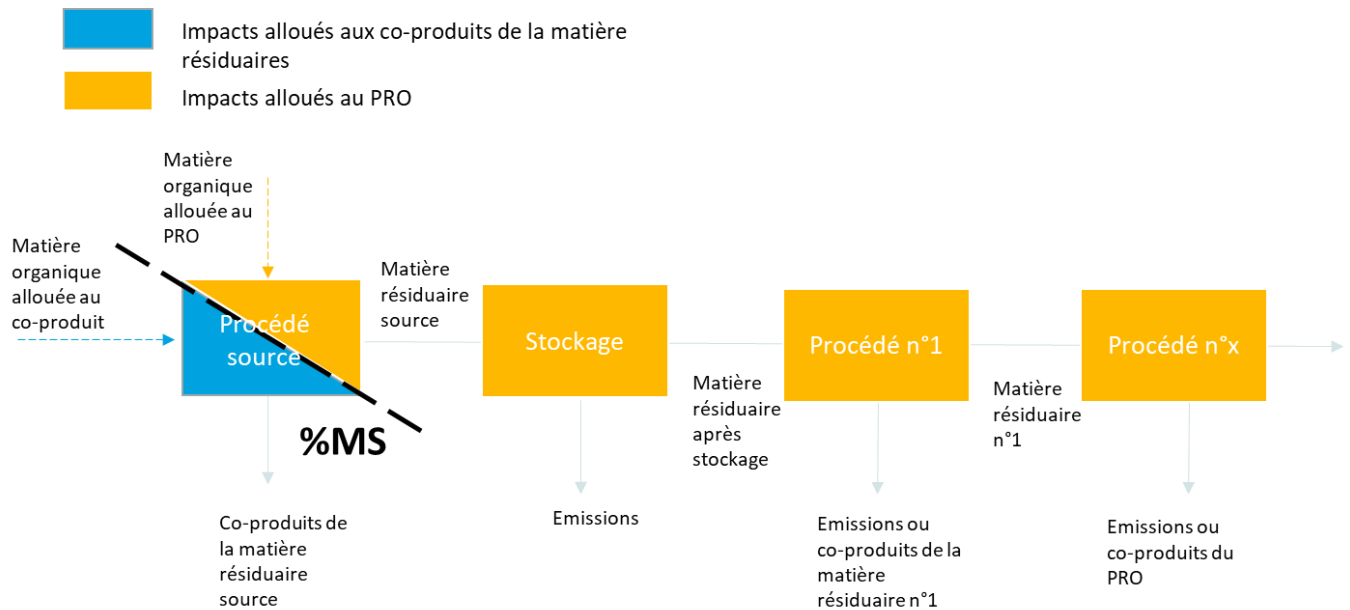 Impacts alloués aux co-produits de la matière
résiduaires
Impacts alloués au PRO
Matière
organique
allouée au
PRO
Matière
organique
allouée au
co-produit
Procédé
source
%MS
Matière
résiduaire
source
Stockage
Matière
résiduaire
après
stockage
Procédé n°1
Matière
résiduaire
n°1
Procédé n°x
Co-produits de
la matière
résiduaire
source
Emissions
Emissions ou
co-produits de la
matière
résiduaire n°1
Emissions ou
co-produits du
PRO